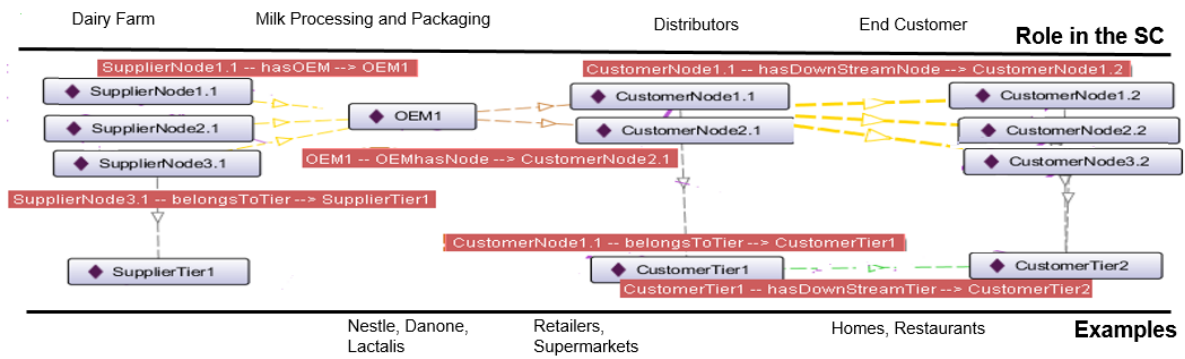 Dairy Farm
Milk Processing and Packaging
Distributors
End Customer
Role in the SC
SupplierNode1.1 -- hasOEM --> OEM1
CustomerNode1.1 -- hasDownStreamNode --> CustomerNode1.2
SupplierNode1.1
OEM1
CustomerNode1.1
CustomerNode1.2
SupplierNode2.1
CustomerNode2.1
CustomerNode2.2
SupplierNode3.1
OEM1 -- OEMhasNode --> CustomerNode2.1
CustomerNode3.2
SupplierNode3.1 -- belongsToTier --> SupplierTier1
CustomerNode1.1 -- belongsToTier --> CustomerTier1
SupplierTier1
CustomerTier1
CustomerTier2
CustomerTier1 -- hasDownStreamTier --> CustomerTier2
Nestle, Danone,
Lactalis
Retailers,
Supermarkets
Homes, Restaurants
Examples